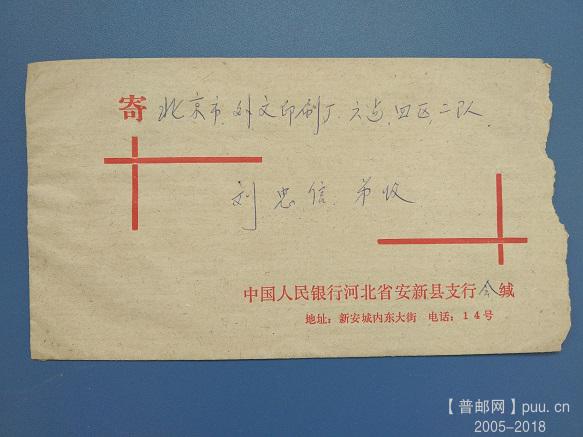 寄 北京市.外文印刷厂.六连.四区.二队.
刘忠信.弟收
中国人民银行河北省安新县支行会缄
地址：新安城内东大街 电话：14号
【普邮网】puu.cn
2005-2018